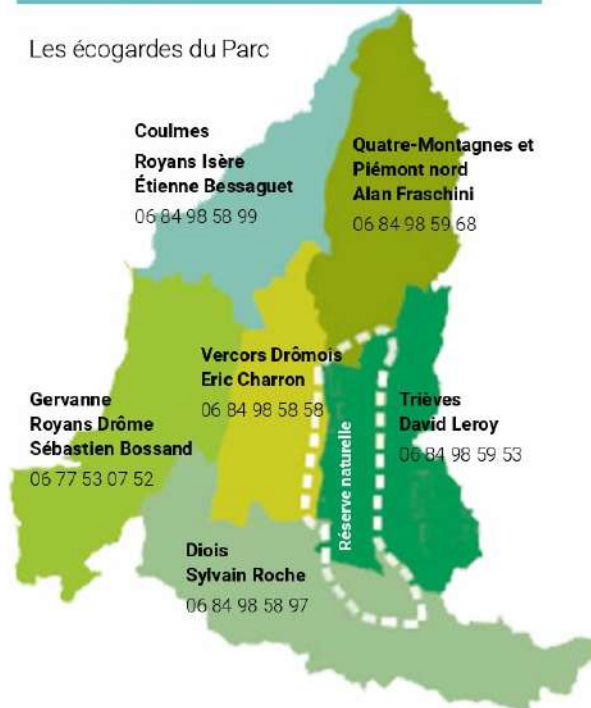 Les écogardes du Parc
Coulmes
Royans Isère
Étienne Bessaguet
06 84 98 58 99
Quatre-Montagnes et
Piémont nord
Alan Fraschini
06 84 98 59 68
Vercors Drômois
Eric Charron
06 84 98 58 58
Gervanne
Royans Drôme
Sébastien Bossand
06 77 53 07 52
Trièves
David Leroy
06 84 98 59 53
Réserve naturelle
Diois
Sylvain Roche
06 84 98 58 97